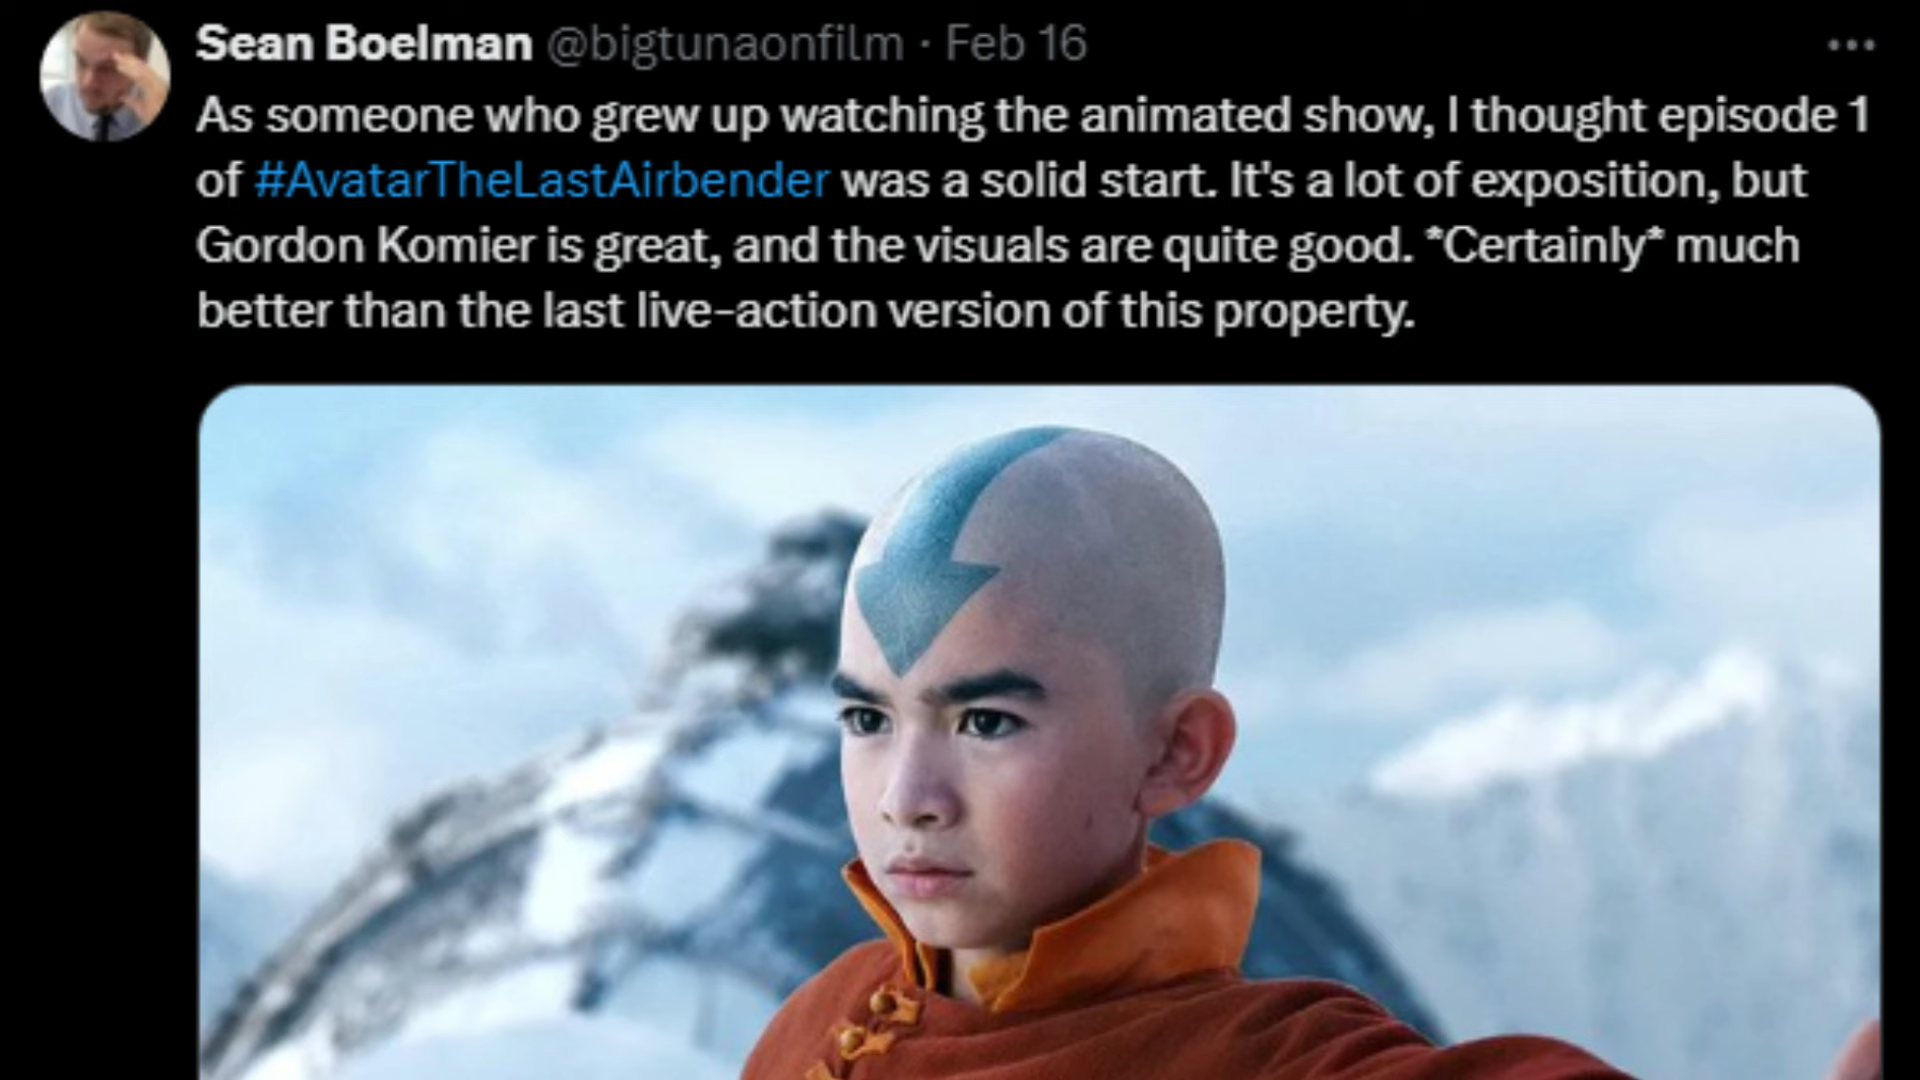 Sean Boelman @bigtunaonfilm · Feb 16
As someone who grew up watching the animated show, I thought episode 1
of #AvatarTheLastAirbender was a solid start. It's a lot of exposition, but
Gordon Komier is great, and the visuals are quite good. *Certainly* much
better than the last live-action version of this property.